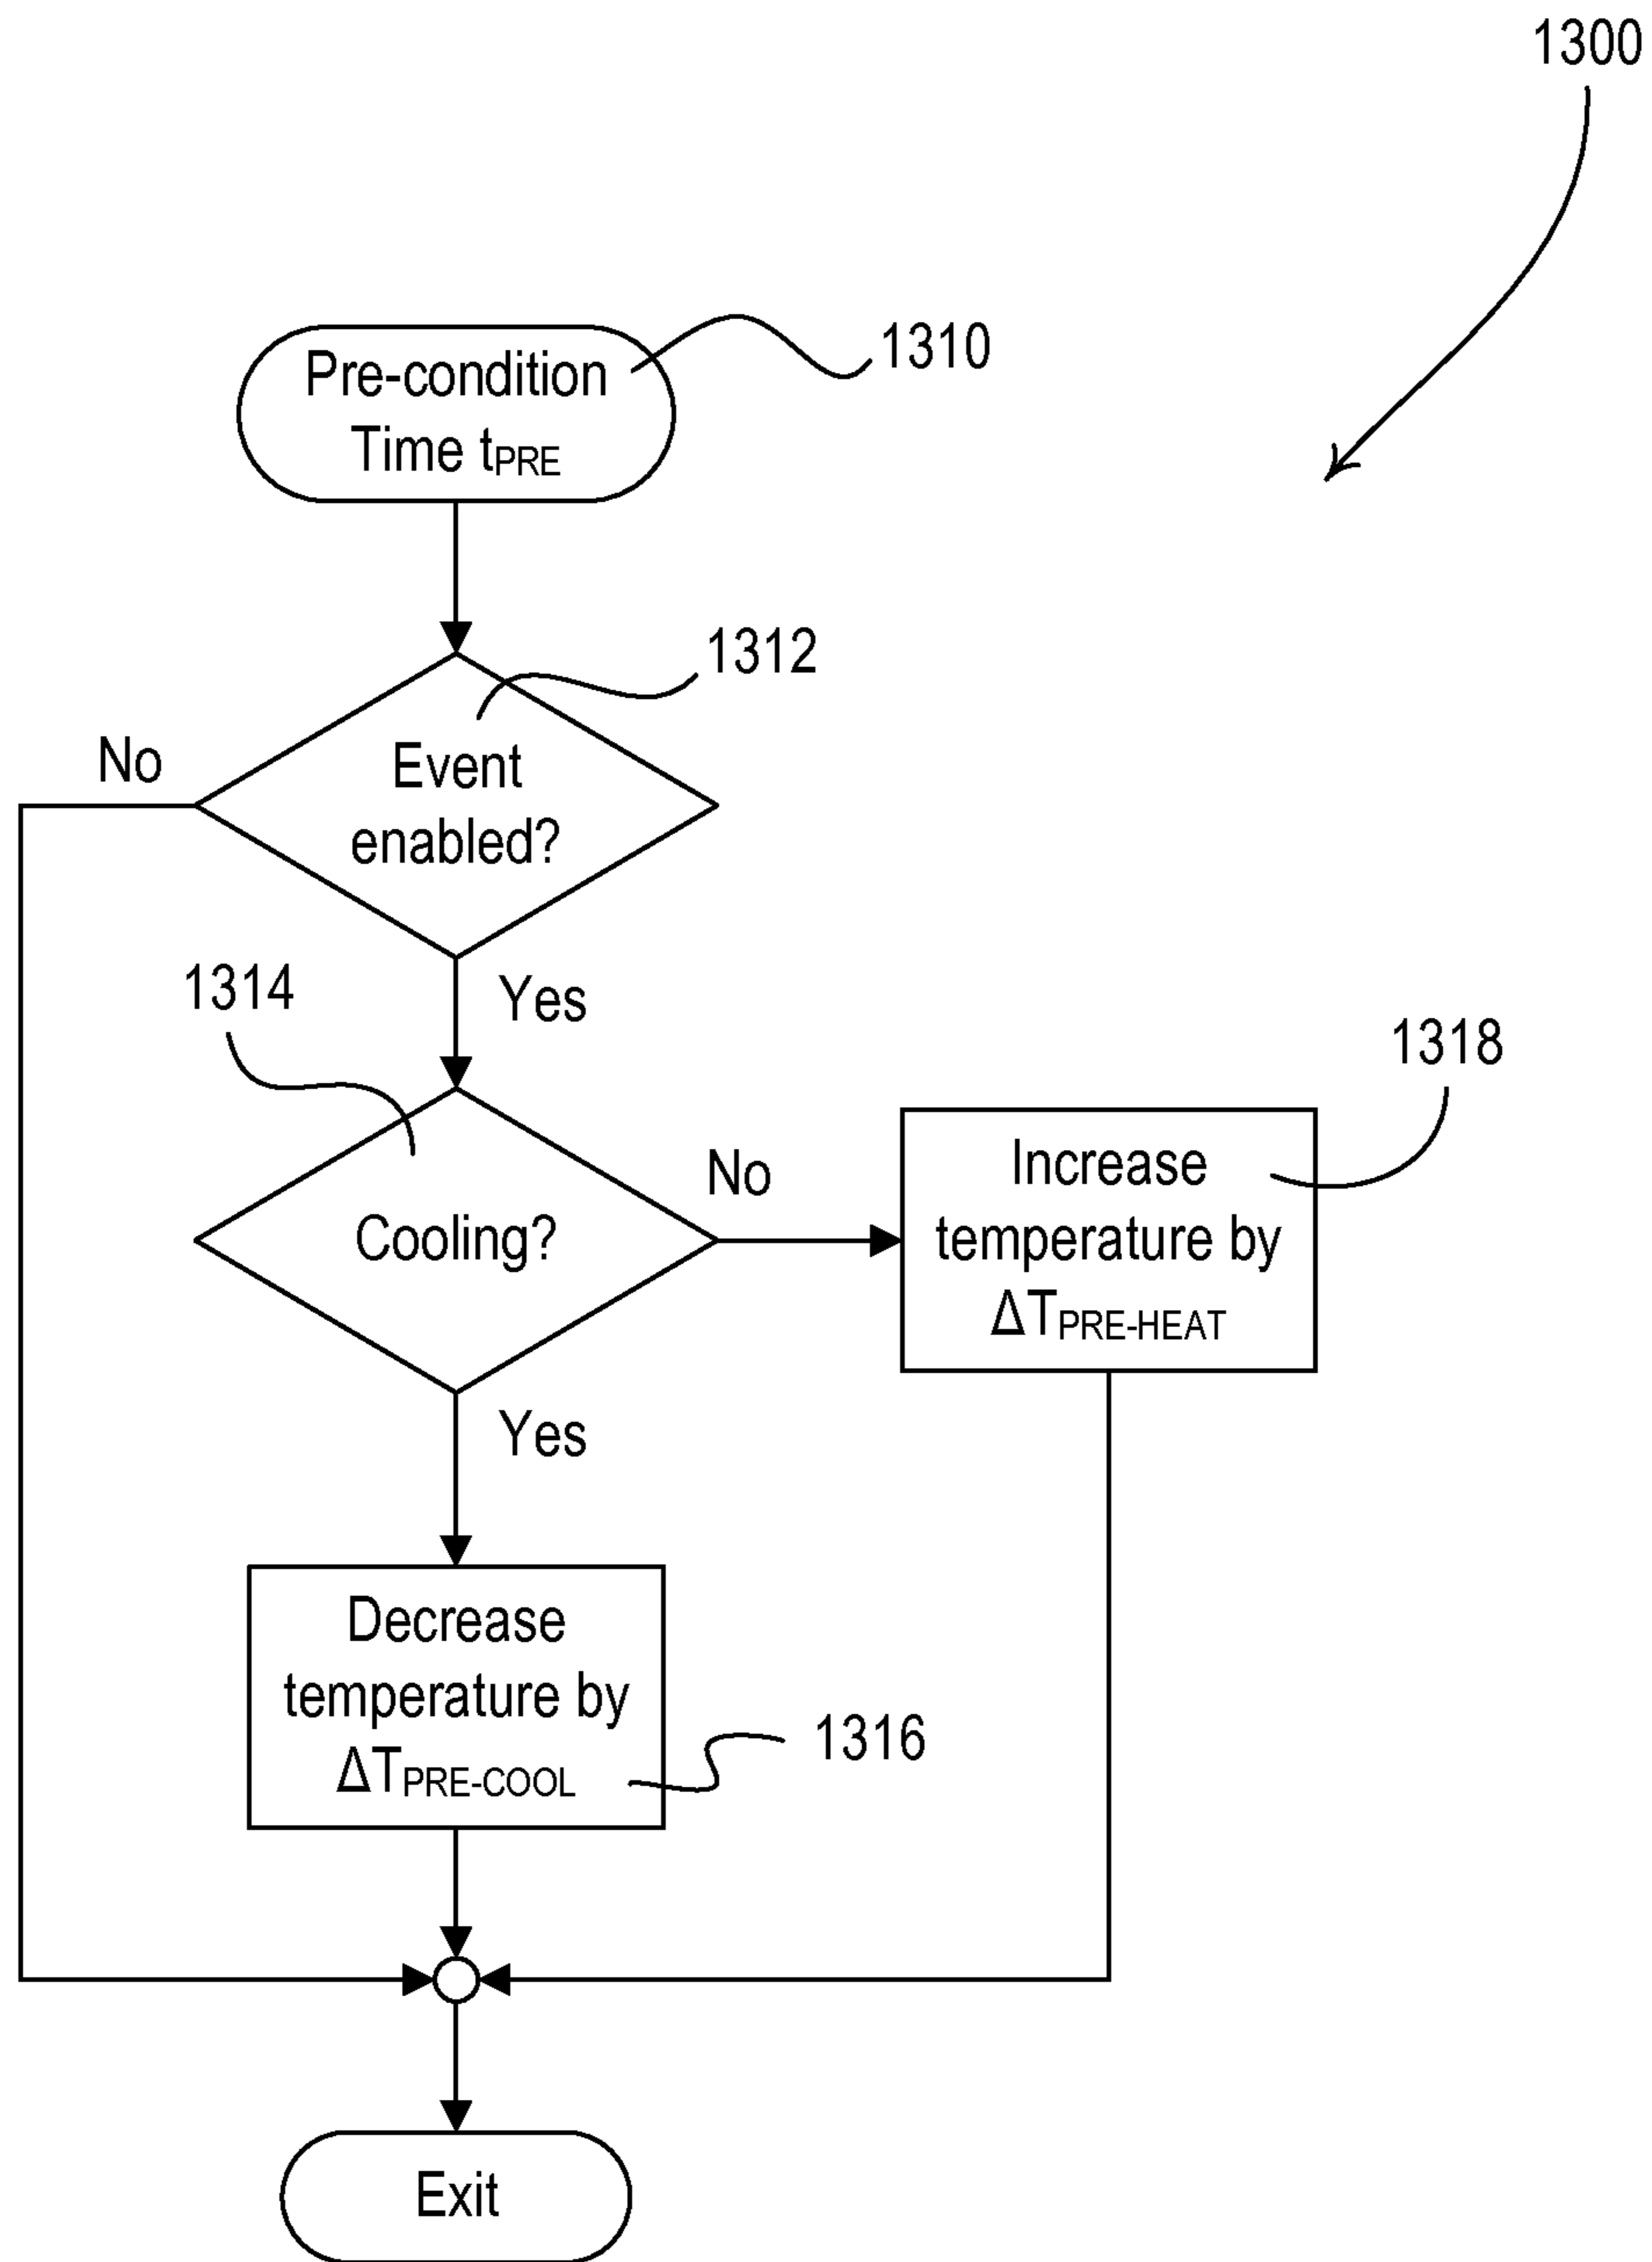 1300
Pre-condition
Time tPRE
1310
1312
No
Event
enabled?
Yes
1314
1318
No
Cooling?
Increase
temperature by
ΔTPRE-HEAT
Yes
Decrease
temperature by
ΔTPRE-COOL
1316
Exit